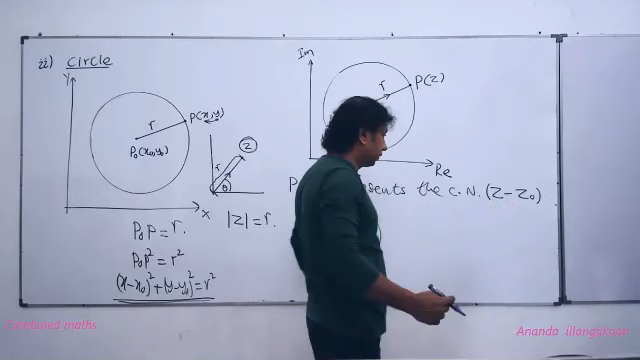 ii) Circle
Y
r
P(x,y)
P₀(x₀,y₀)
X
Z
r
θ
|Z| = r.
P₀P = r.
P₀P² = r²
(x-x₀)² + (y-y₀)² = r²
Im
r
P(Z)
Re
the C.N. (Z-Z₀)
Combined maths
Ananda illangakoon